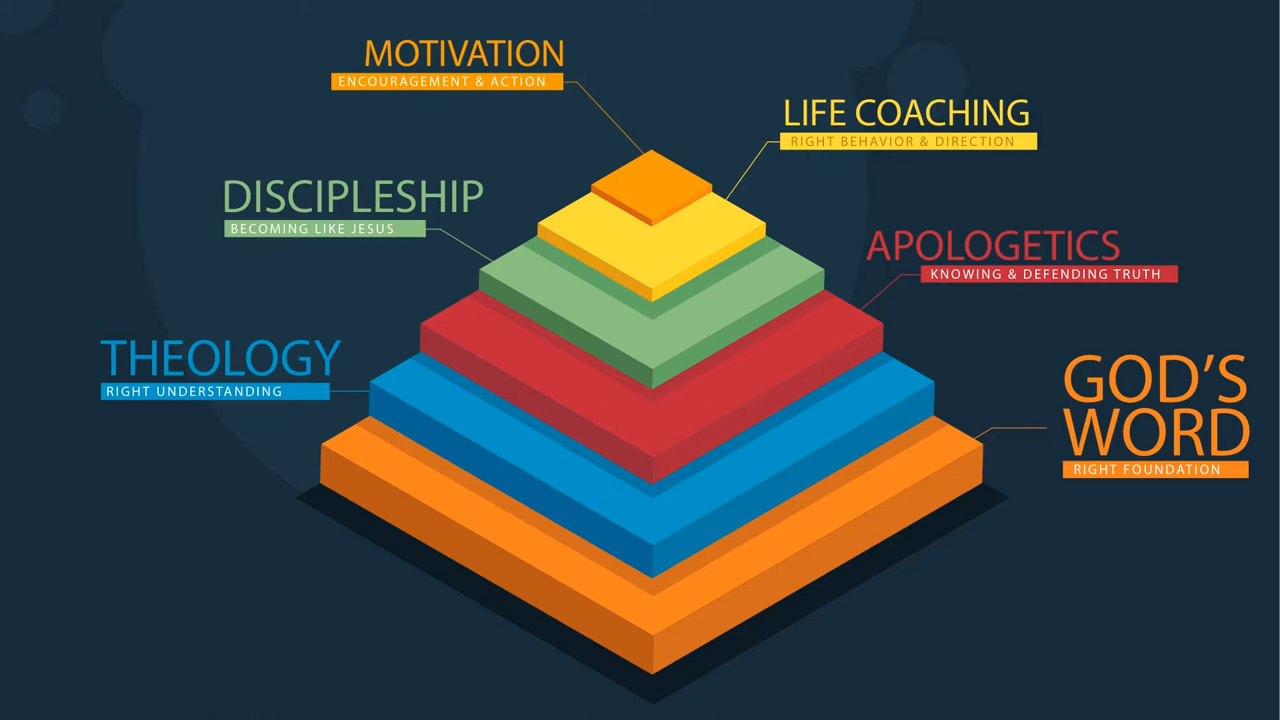 MOTIVATION
ENCOURAGEMENT & ACTION
LIFE COACHING
RIGHT BEHAVIOR & DIRECTION
DISCIPLESHIP
BECOMING LIKE JESUS
APOLOGETICS
KNOWING & DEFENDING TRUTH
THEOLOGY
RIGHT UNDERSTANDING
GOD'S
WORD
RIGHT FOUNDATION